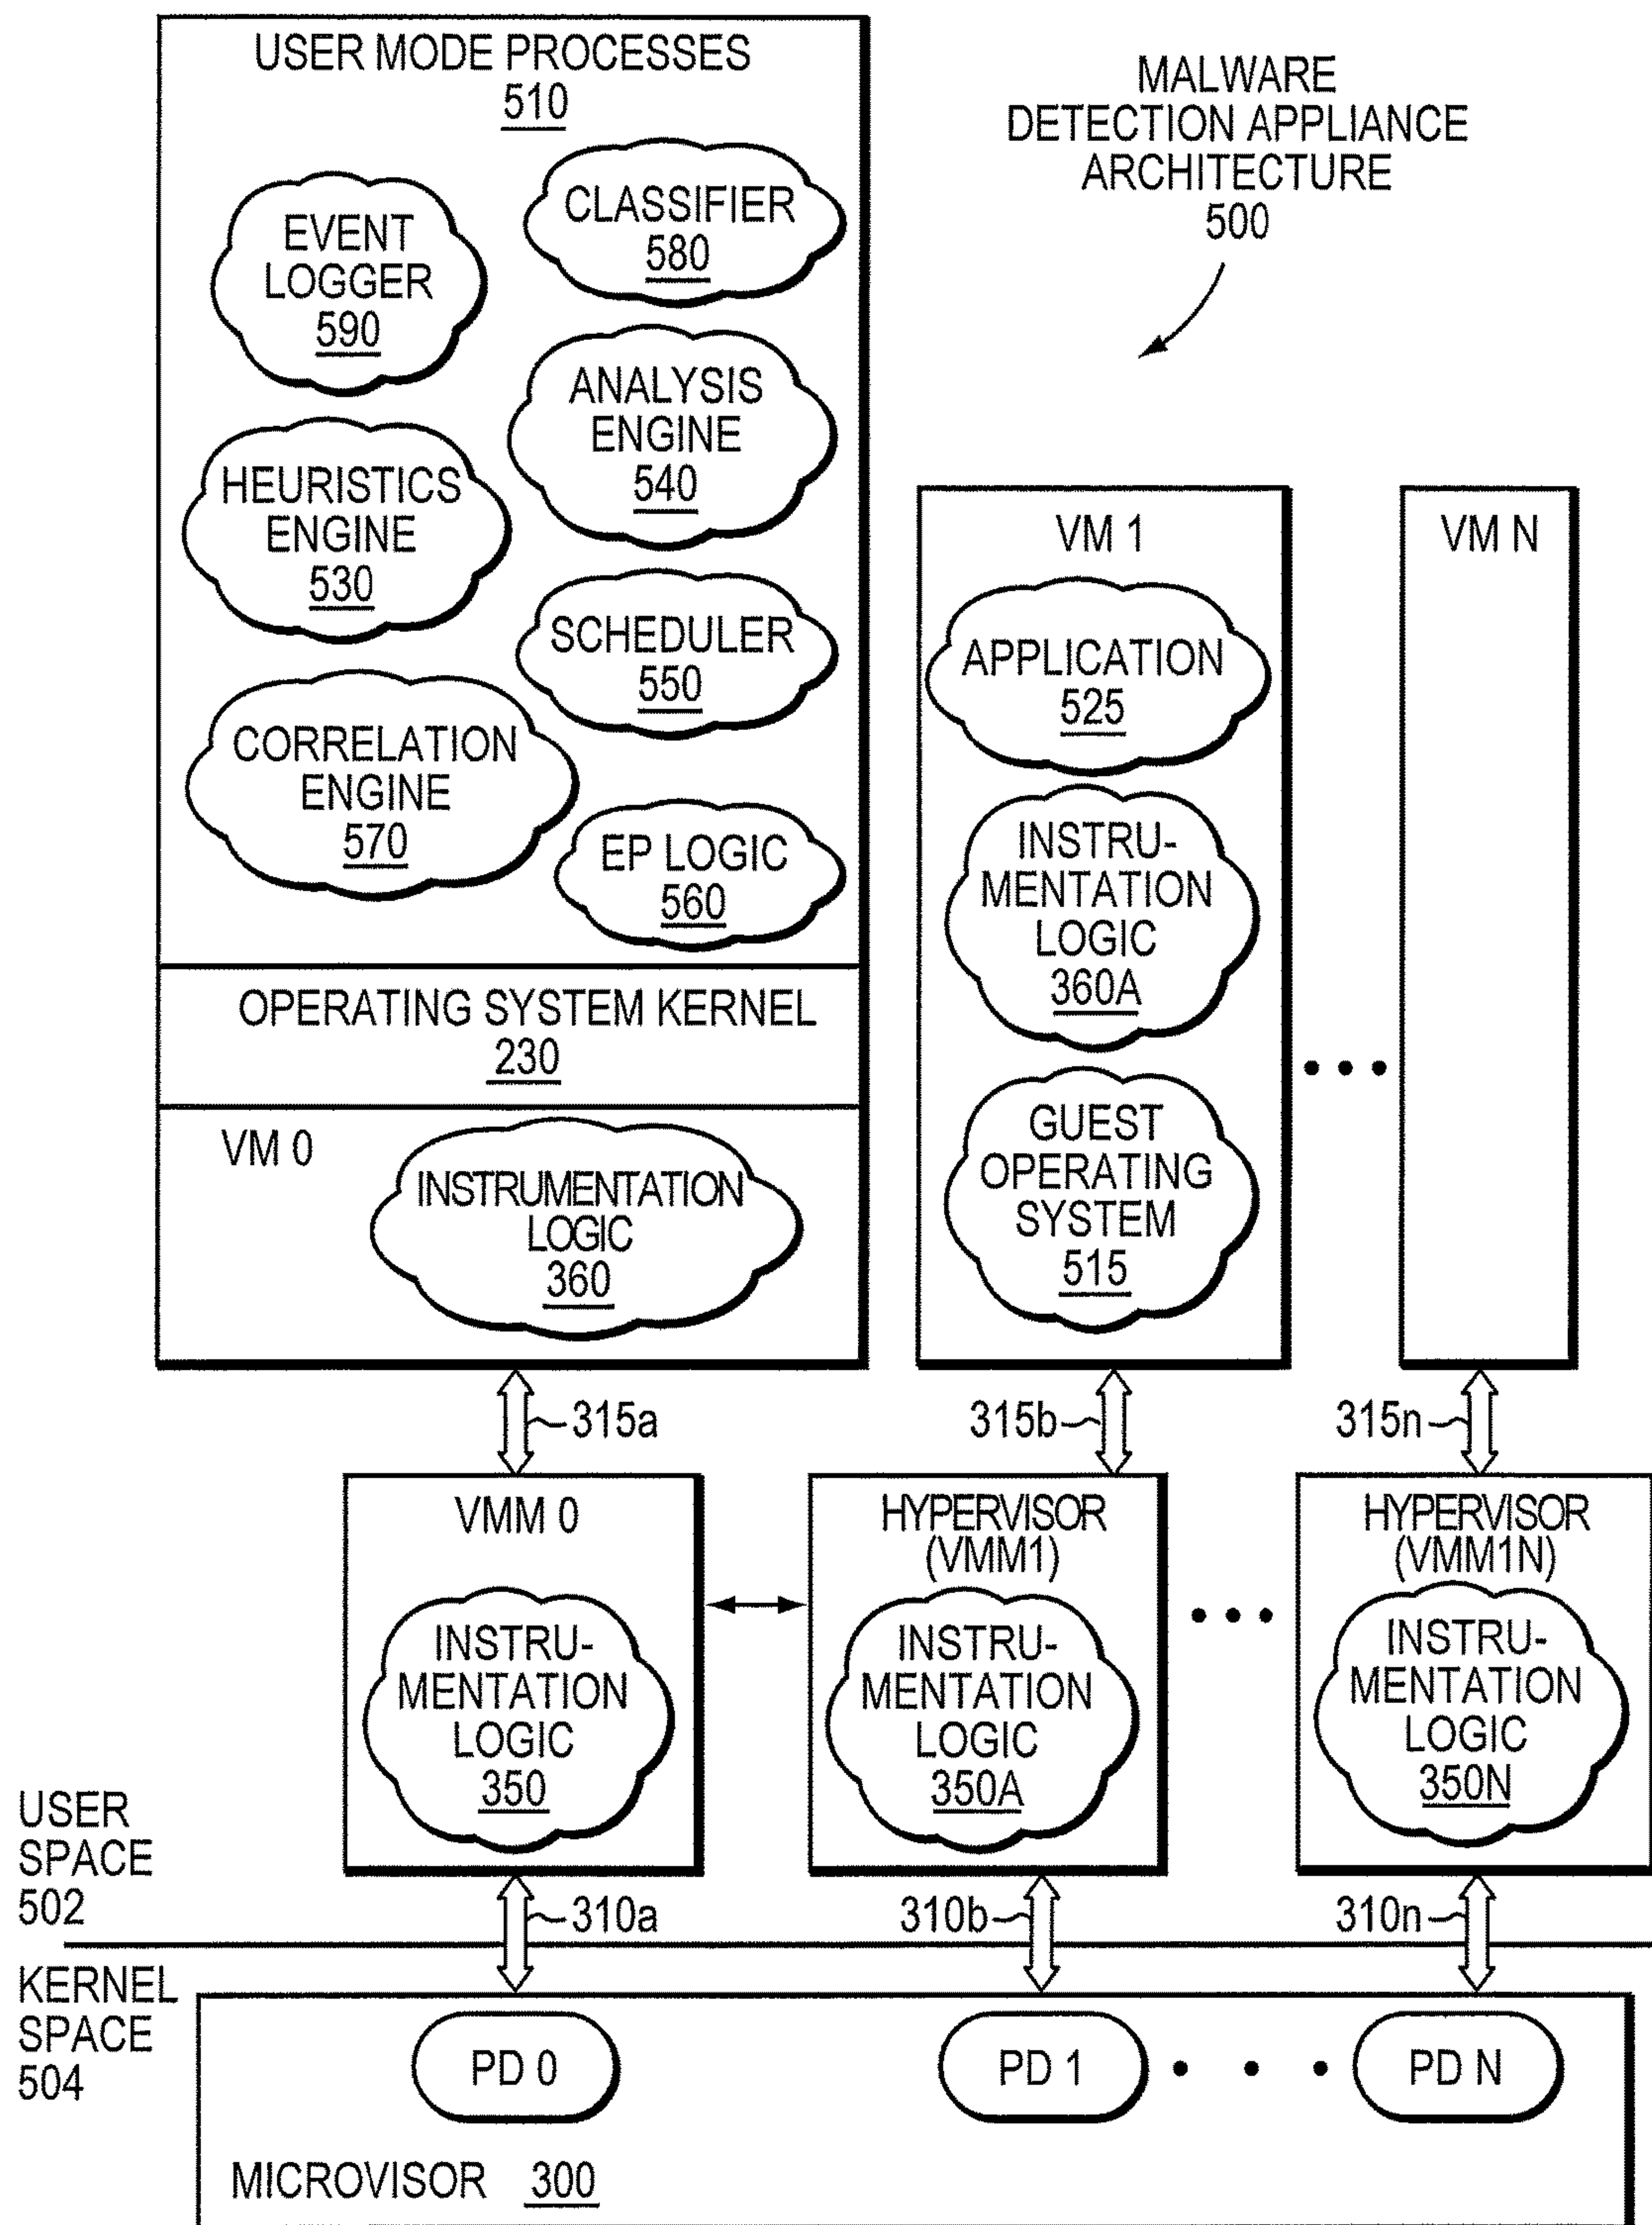 USER MODE PROCESSES
510
MALWARE
DETECTION APPLIANCE
ARCHITECTURE
500
EVENT
LOGGER
590
CLASSIFIER
580
ANALYSIS
ENGINE
540
HEURISTICS
ENGINE
530
SCHEDULER
550
CORRELATION
ENGINE
570
EP LOGIC
560
OPERATING SYSTEM KERNEL
230
VM 0
INSTRUMENTATION
LOGIC
360
VM 1
APPLICATION
525
INSTRU-
MENTATION
LOGIC
360A
GUEST
OPERATING
SYSTEM
515
VM N
315a
315b
315n
VMM 0
INSTRU-
MENTATION
LOGIC
350
HYPERVISOR
(VMM1)
INSTRU-
MENTATION
LOGIC
350A
HYPERVISOR
(VMM1N)
INSTRU-
MENTATION
LOGIC
350N
USER
SPACE
502
310a
310b
310n
KERNEL
SPACE
504
PD 0
PD 1
PD N
MICROVISOR 300